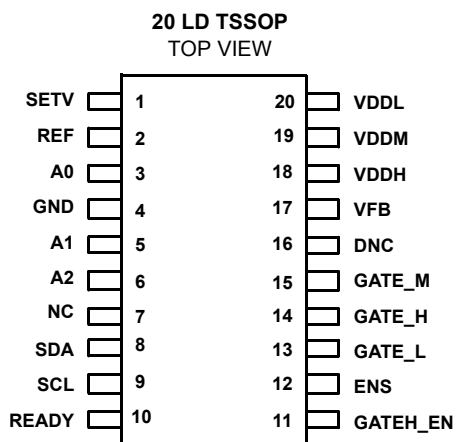 20 LD TSSOP
TOP VIEW
SETV 1 20 VDDL
REF 2 19 VDDM
A0 3 18 VDDH
GND 4 17 VFB
A1 5 16 DNC
A2 6 15 GATE_M
NC 7 14 GATE_H
SDA 8 13 GATE_L
SCL 9 12 ENS
READY 10 11 GATEH_EN